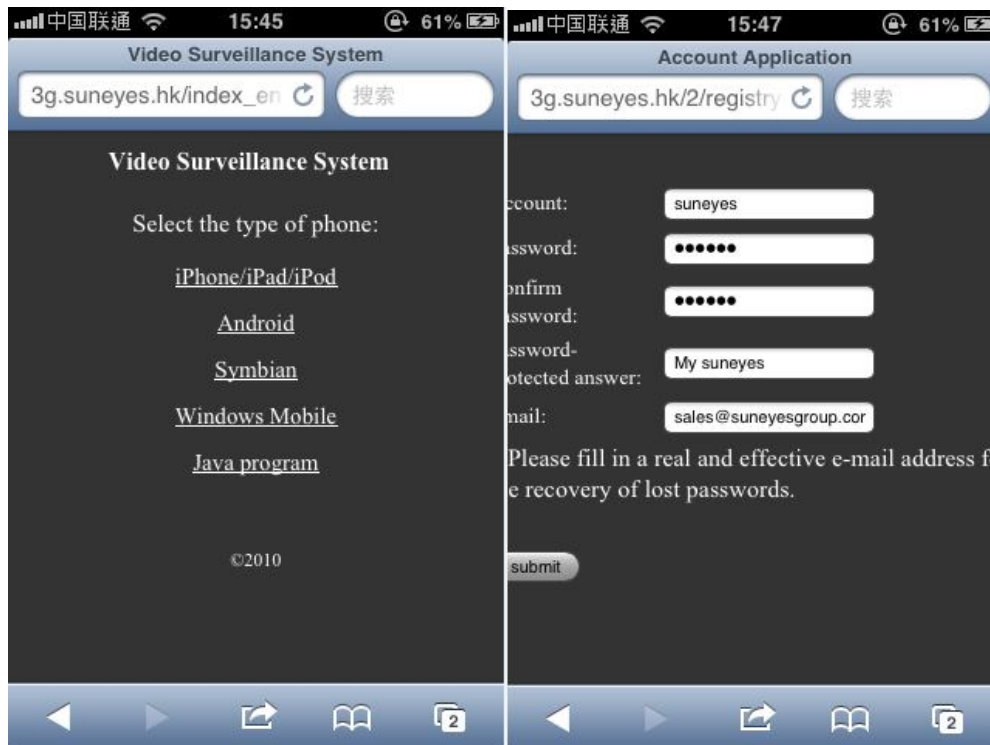 中国联通 15:45 61%
Video Surveillance System
3g.suneyes.hk/index_en 搜索
Video Surveillance System
Select the type of phone:
iPhone/iPad/iPod
Android
Symbian
Windows Mobile
Java program
©2010
2
中国联通 15:47 61%
Account Application
3g.suneyes.hk/2/registry 搜索
ccount: suneyes
ssword: ••••••
onfirm
ssword: ••••••
ssword-
otected answer: My suneyes
mail: sales@suneyesgroup.cor
Please fill in a real and effective e-mail address f
e recovery of lost passwords.
submit
2